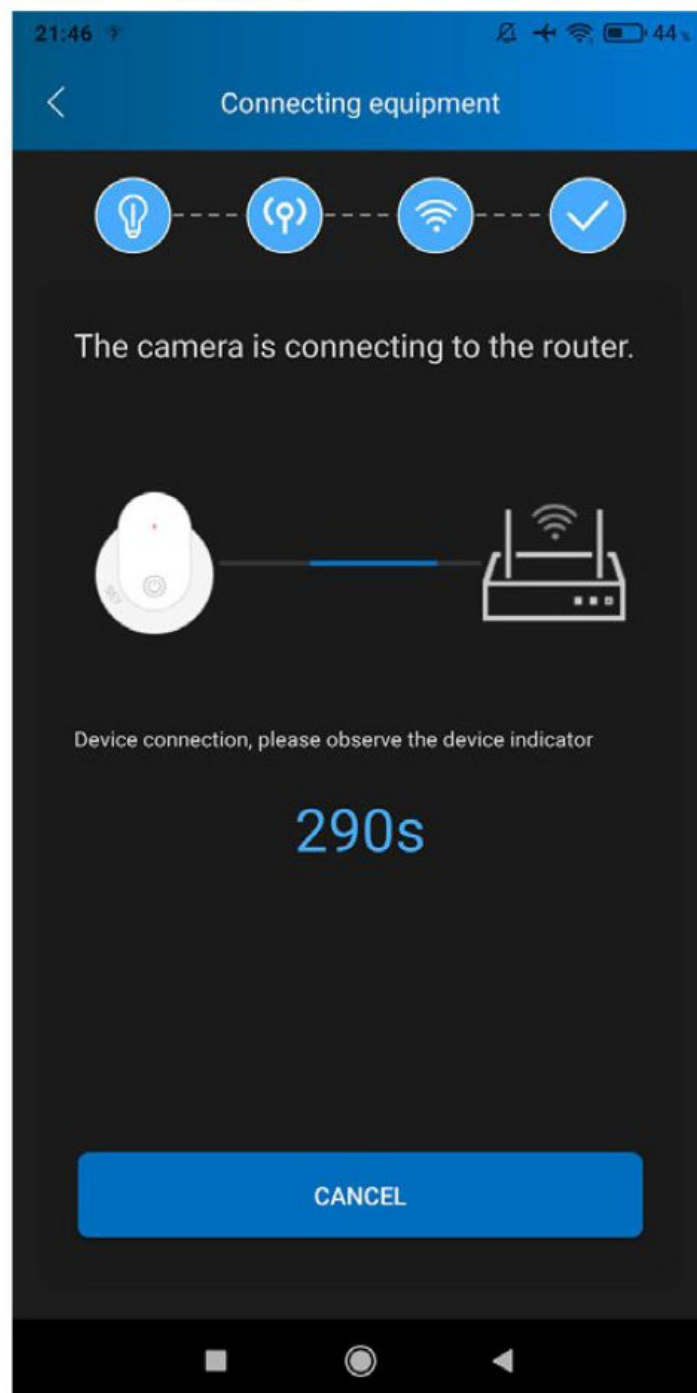 21:46
44%
Connecting equipment
The camera is connecting to the router.
SET
Device connection, please observe the device indicator
290s
CANCEL